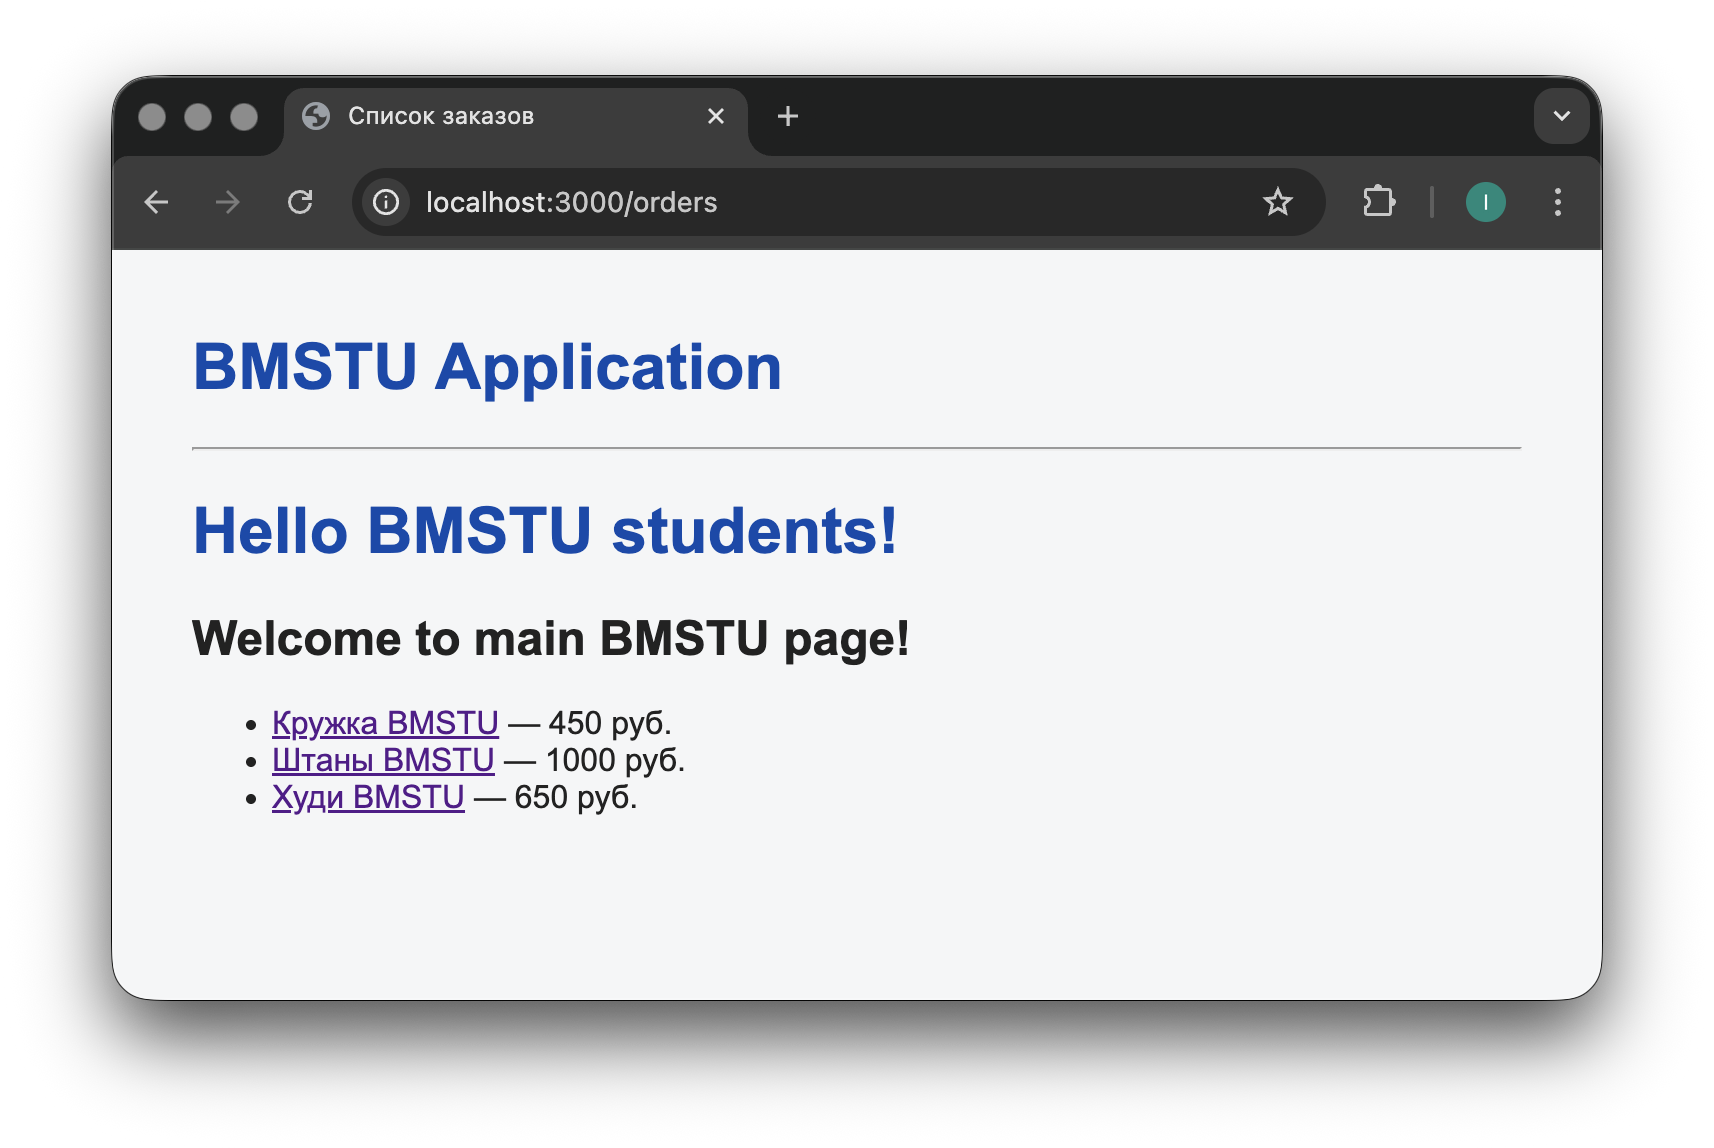 Список заказов
localhost:3000/orders
I
BMSTU Application
Hello BMSTU students!
Welcome to main BMSTU page!
Кружка BMSTU — 450 руб.
Штаны BMSTU — 1000 руб.
Худи BMSTU — 650 руб.